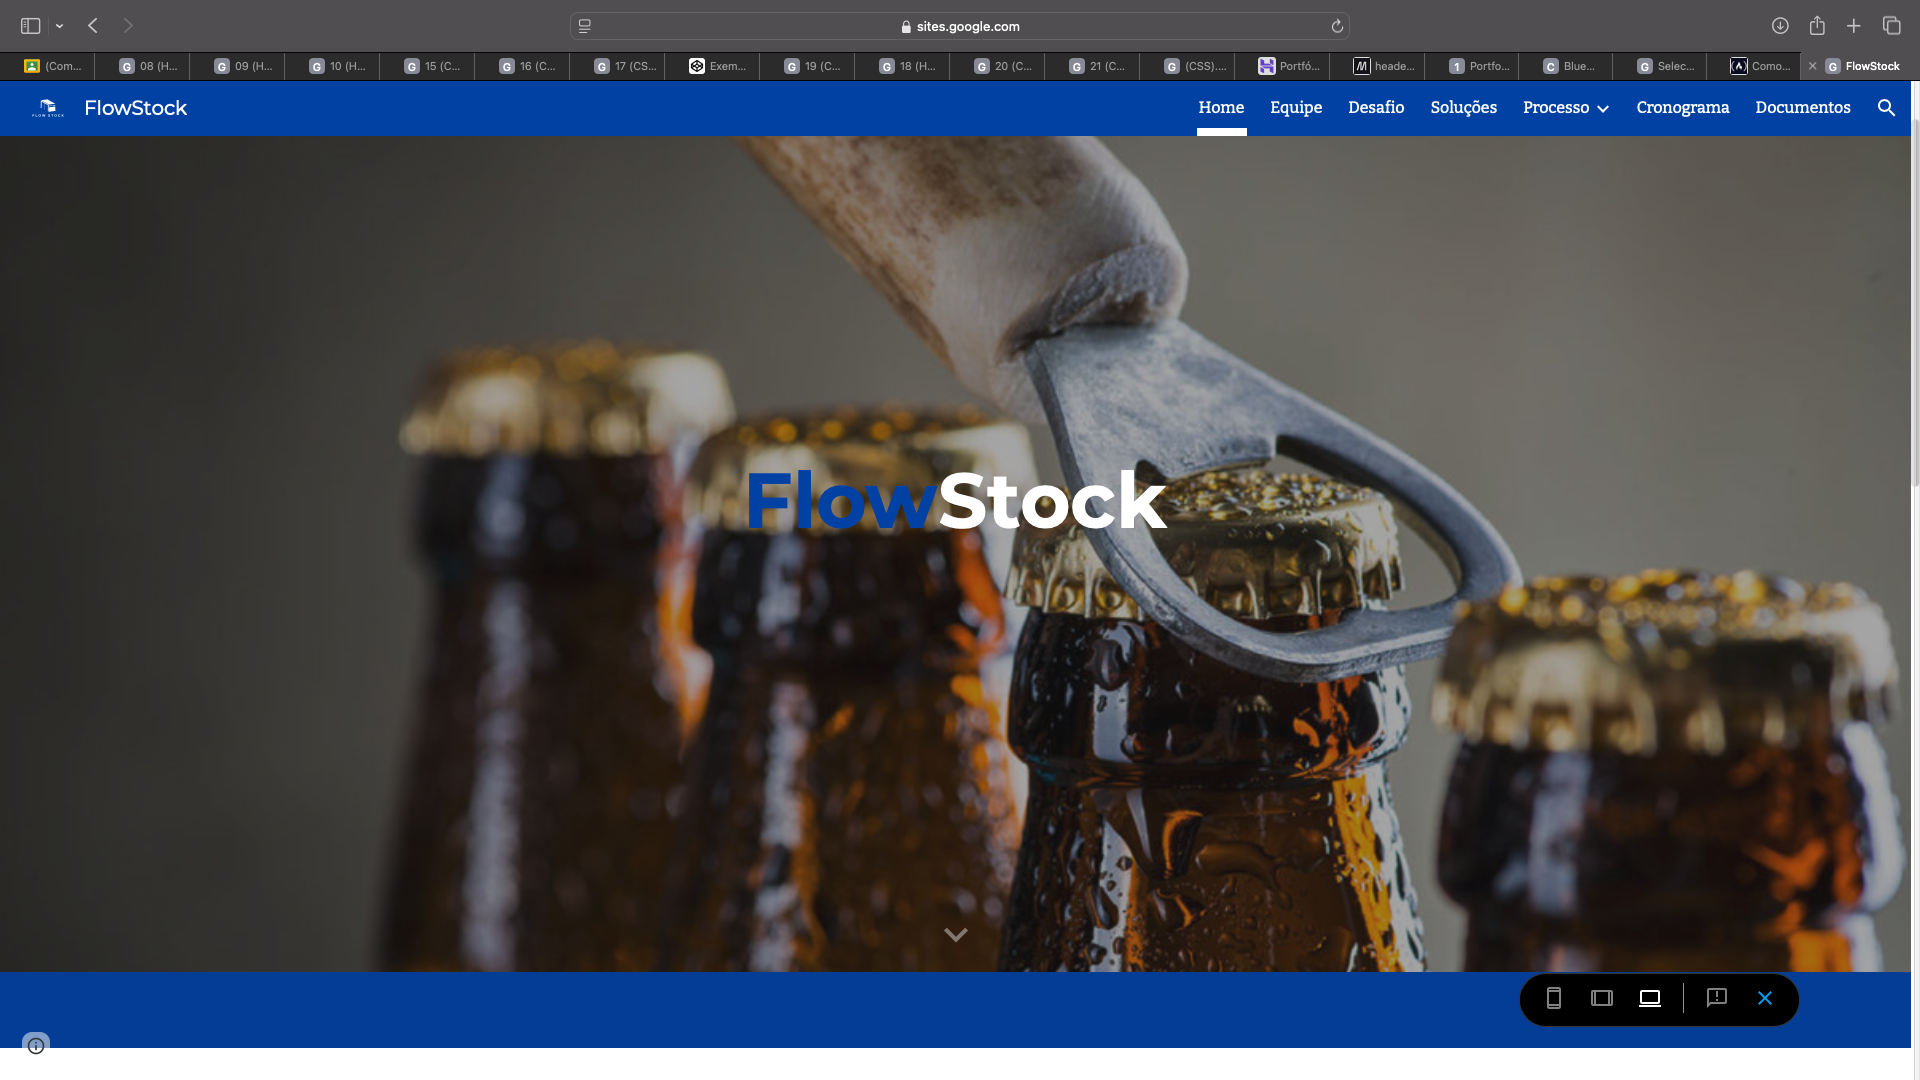 sites.google.com
(Com...
08 (H...
09 (H...
10 (H...
15 (C...
16 (C...
17 (CS...
Exem...
19 (C...
18 (H...
20 (C...
21 (C...
(CSS)....
Portfó...
heade...
Portfo...
Blue...
Selec...
Como...
FlowStock
FLOW STOCK
FlowStock
Home
Equipe
Desafio
Soluções
Processo
Cronograma
Documentos
FlowStock